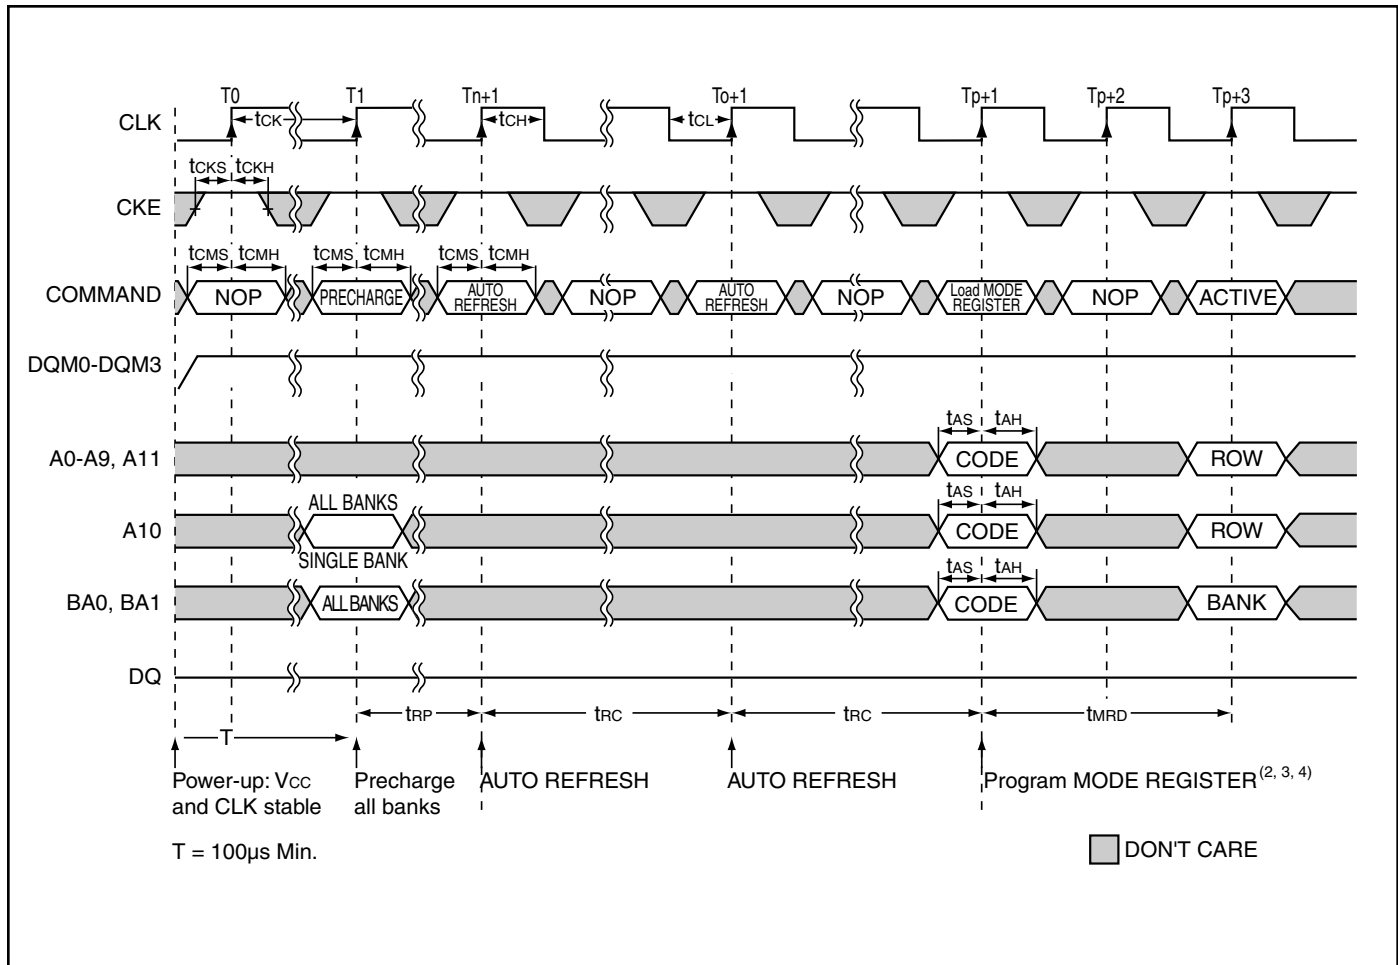 T0 T1 Tn+1 To+1 Tp+1 Tp+2 Tp+3
CLK tCK tCH tCL
tCKS tCKH
CKE
tCMS tCMH tCMS tCMH tCMS tCMH
COMMAND NOP PRECHARGE AUTO REFRESH NOP AUTO REFRESH NOP Load MODE REGISTER NOP ACTIVE
DQM0-DQM3
tAS tAH
A0-A9, A11 CODE ROW
ALL BANKS tAS tAH
A10 CODE ROW
SINGLE BANK tAS tAH
BA0, BA1 ALL BANKS CODE BANK
DQ
tRP tRC tRC tMRD
T
Power-up: VCC and CLK stable
Precharge all banks
AUTO REFRESH
AUTO REFRESH
Program MODE REGISTER(2, 3, 4)
T = 100µs Min.
DON'T CARE